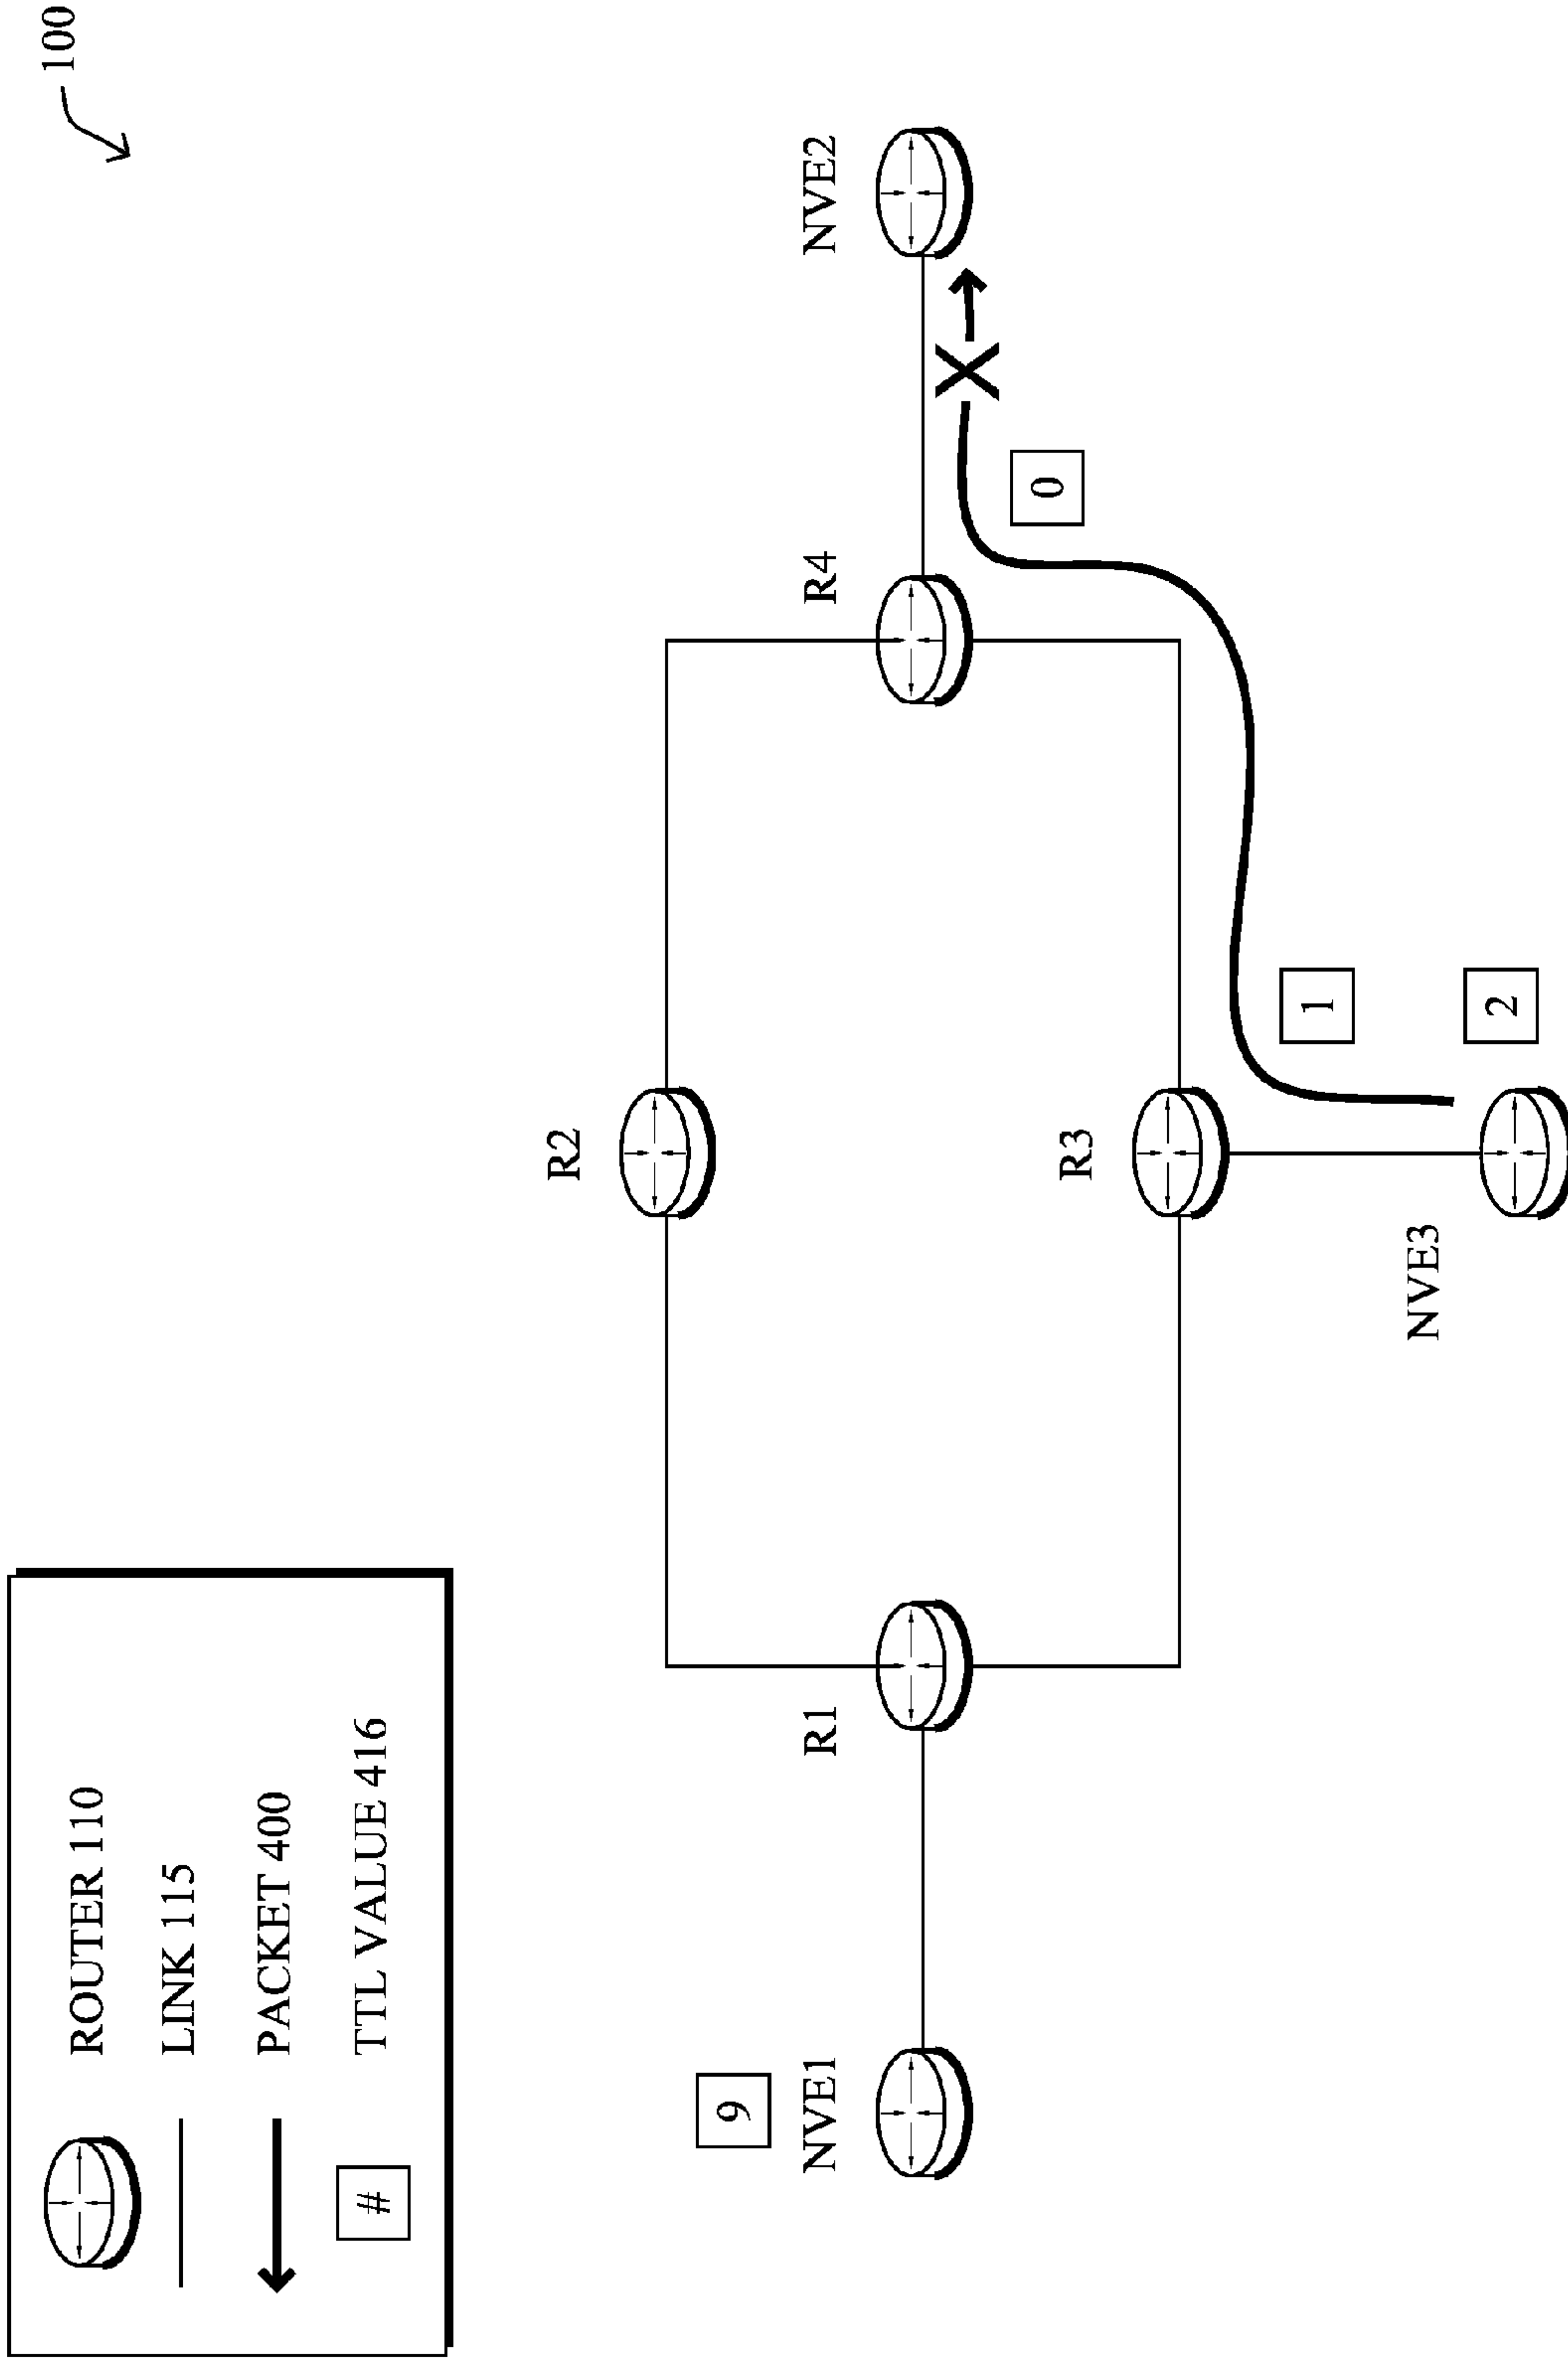 100
ROUTER 110
LINK 115
PACKET 400
# TTL VALUE 416
R2
9
NVE1
R1
R4
NVE2
0
R3
1
NVE3
2